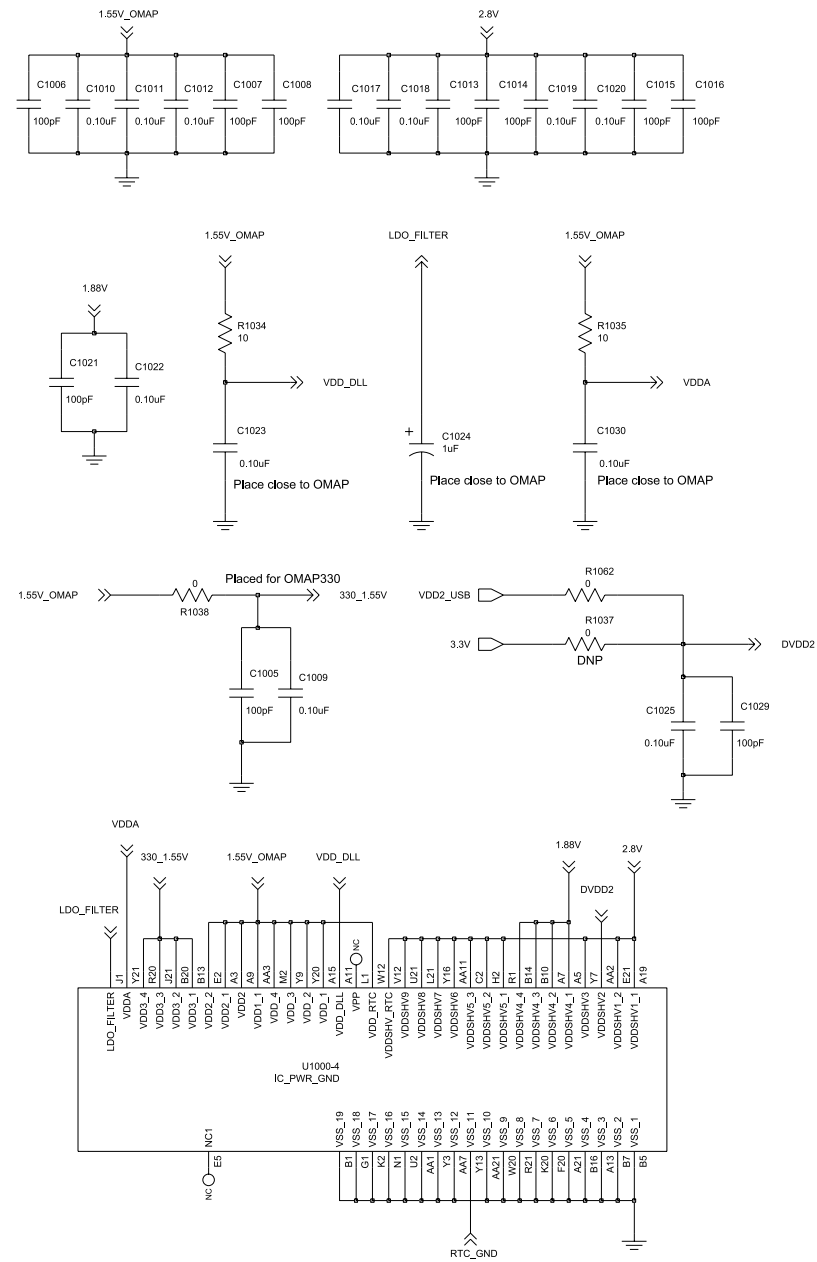 1.55V_OMAP
2.8V
C1006 C1010 C1011 C1012 C1007 C1008
100pF 0.10uF 0.10uF 0.10uF 100pF 100pF
C1017 C1018 C1013 C1014 C1019 C1020 C1015 C1016
0.10uF 0.10uF 100pF 100pF 0.10uF 0.10uF 100pF 100pF
1.55V_OMAP
LDO_FILTER
1.55V_OMAP
1.88V
R1034
10
R1035
10
C1021
100pF
C1022
0.10uF
VDD_DLL
VDDA
C1023
0.10uF
Place close to OMAP
+
C1024
1uF
Place close to OMAP
C1030
0.10uF
Place close to OMAP
1.55V_OMAP
0
R1038
Placed for OMAP330
330_1.55V
C1005
100pF
C1009
0.10uF
VDD2_USB
R1062
0
3.3V
R1037
0
DNP
DVDD2
C1025
0.10uF
C1029
100pF
VDDA
330_1.55V
1.55V_OMAP
VDD_DLL
1.88V
2.8V
LDO_FILTER
DVDD2
NC
J1 Y21 R20 J21 B20 B13 E2 A3 A9 AA3 M2 Y9 Y20 A15 A11 L1 W12 V12 U21 L21 Y16 AA11 C2 H2 R1 B14 B10 A7 A5 Y7 AA2 E21 A19
LDO_FILTER VDDA VDD3_4 VDD3_3 VDD3_2 VDD3_1 VDD2_2 VDD2_1 VDD2 VDD1_1 VDD_4 VDD_3 VDD_2 VDD_1 VDD_DLL VPP VDD_RTC VDDSHV_RTC VDDSHV9 VDDSHV8 VDDSHV7 VDDSHV6 VDDSHV5_3 VDDSHV5_2 VDDSHV5_1 VDDSHV4_4 VDDSHV4_3 VDDSHV4_2 VDDSHV4_1 VDDSHV3 VDDSHV2 VDDSHV1_2 VDDSHV1_1
U1000-4
IC_PWR_GND
NC1
VSS_19 VSS_18 VSS_17 VSS_16 VSS_15 VSS_14 VSS_13 VSS_12 VSS_11 VSS_10 VSS_9 VSS_8 VSS_7 VSS_6 VSS_5 VSS_4 VSS_3 VSS_2 VSS_1
E5
B1 G1 K2 N1 U2 AA1 Y3 AA7 Y13 AA21 W20 R21 K20 F20 A21 B16 A13 B7 B5
NC
RTC_GND